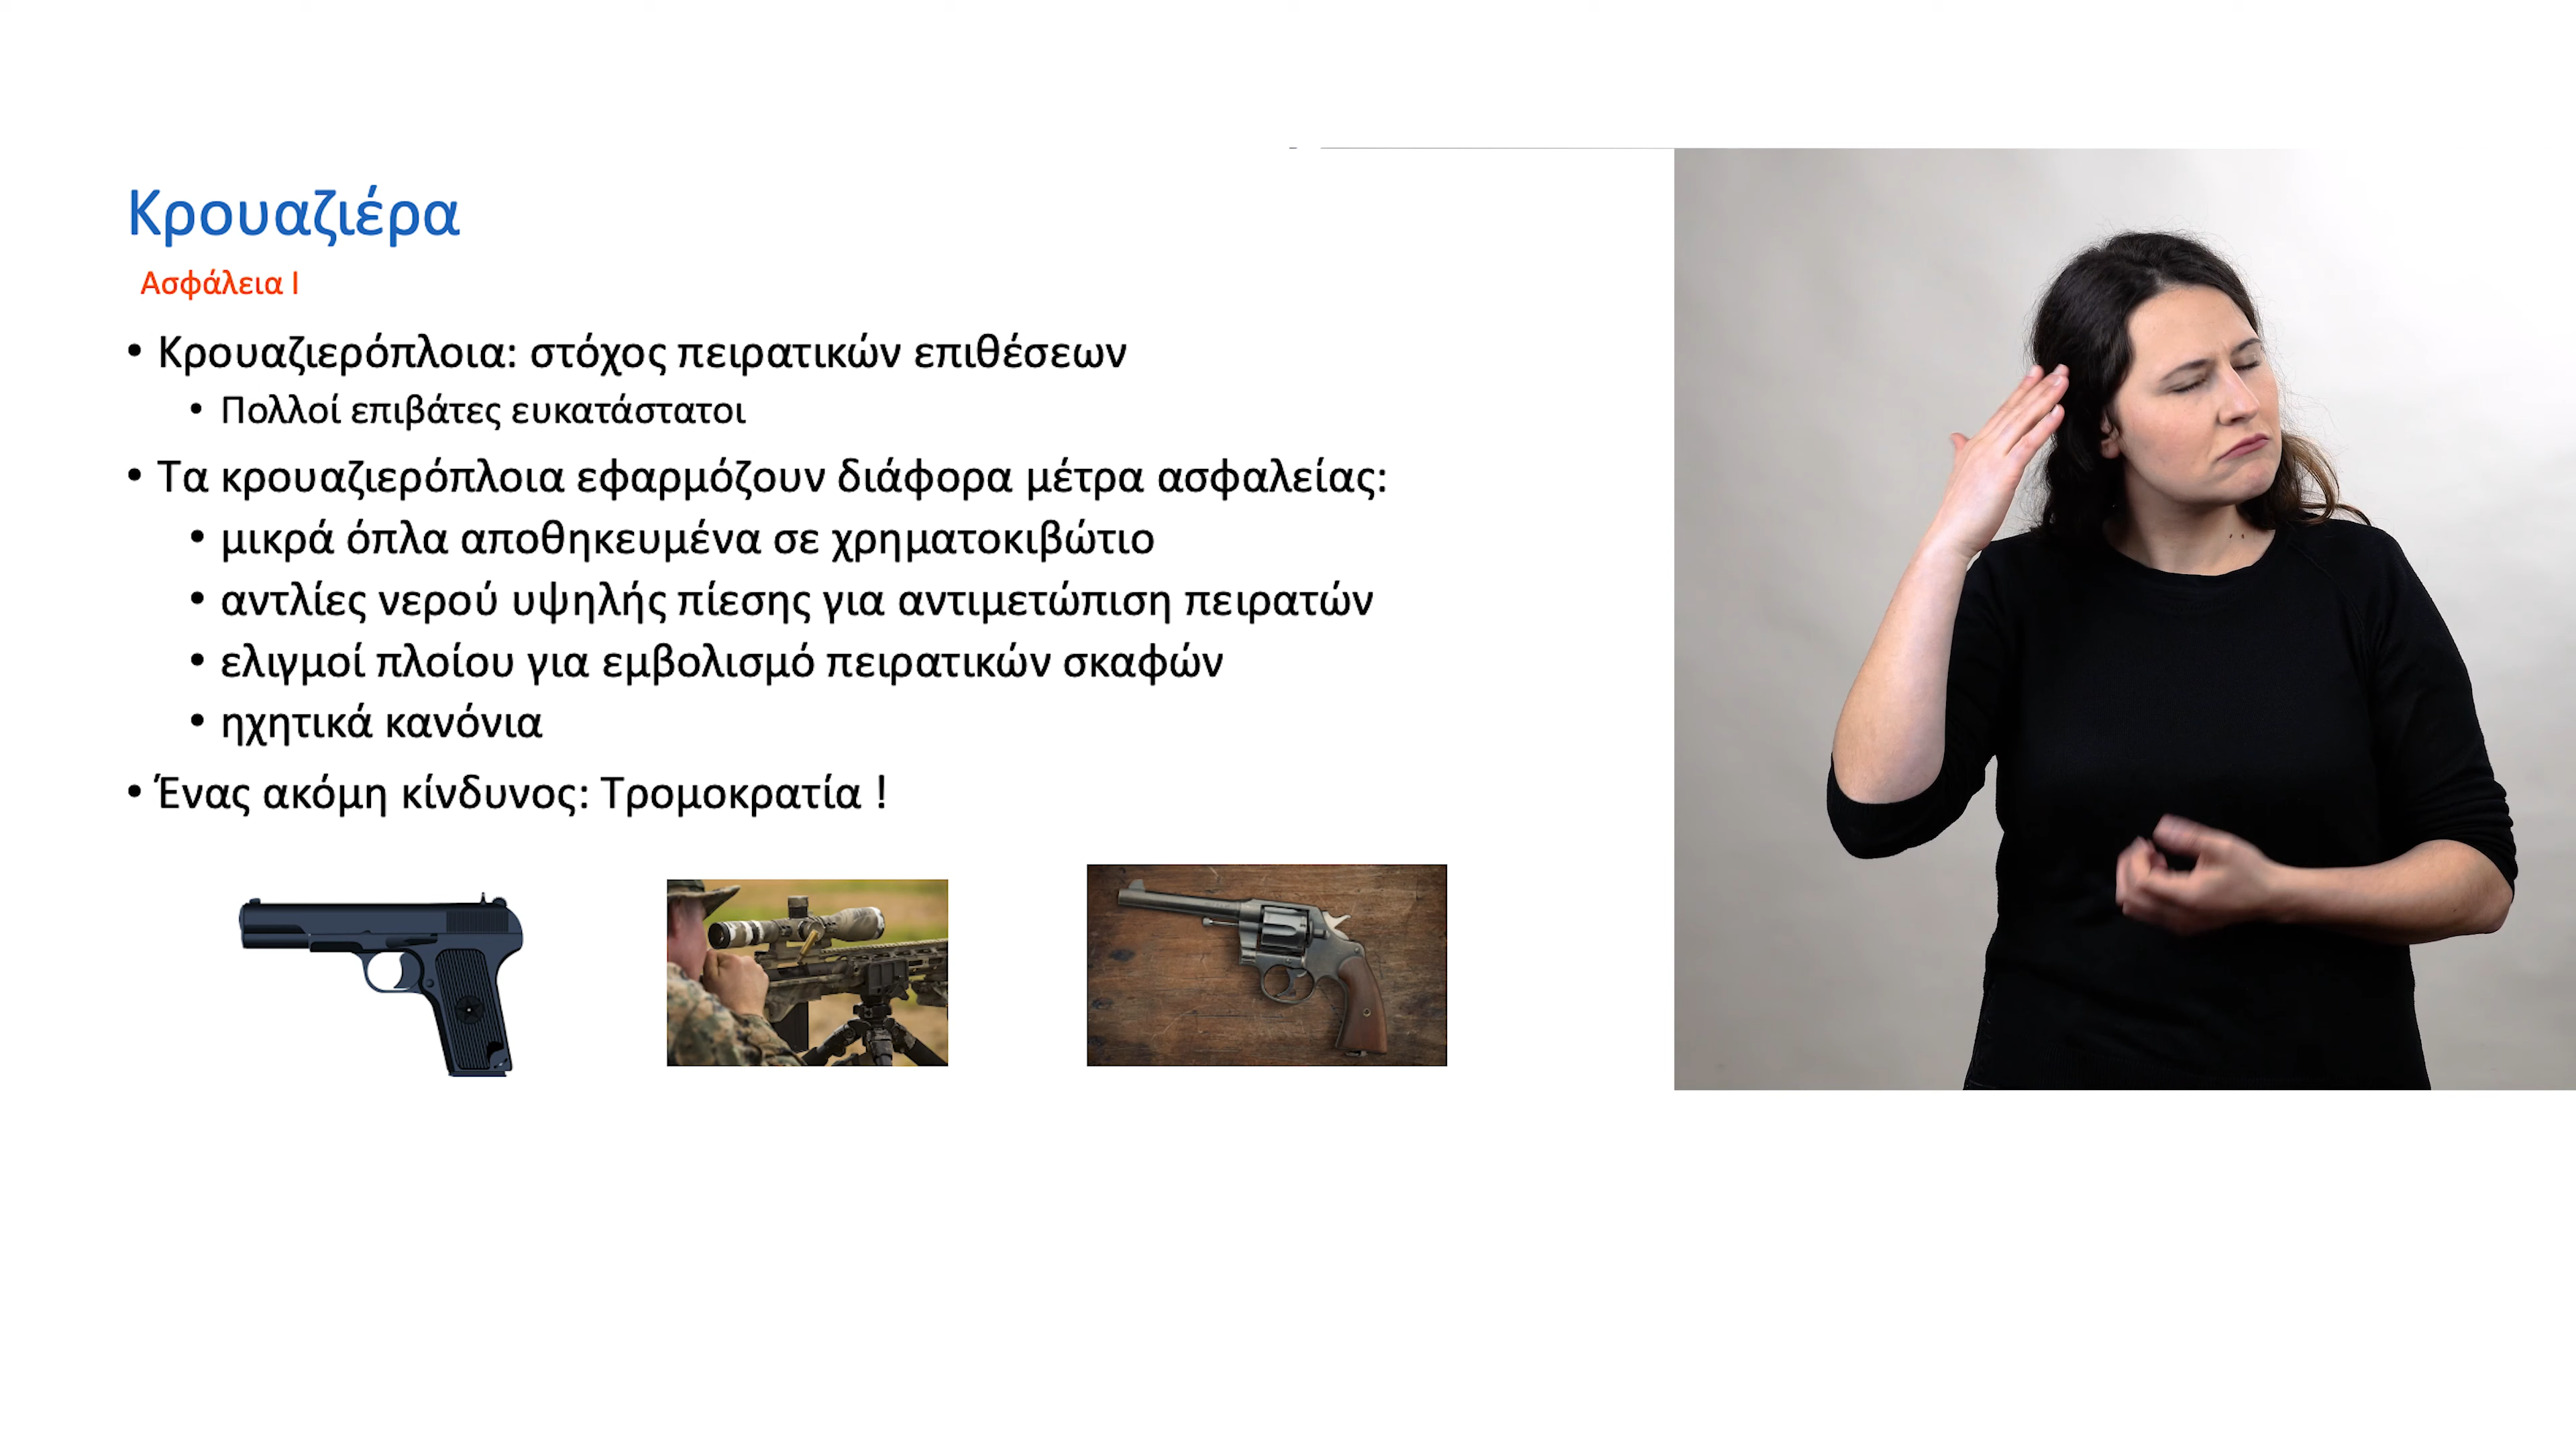 Κρουαζιέρα
Ασφάλεια Ι
• Κρουαζιερόπλοια: στόχος πειρατικών επιθέσεων
• Πολλοί επιβάτες ευκατάστατοι
• Τα κρουαζιερόπλοια εφαρμόζουν διάφορα μέτρα ασφαλείας:
• μικρά όπλα αποθηκευμένα σε χρηματοκιβώτιο
• αντλίες νερού υψηλής πίεσης για αντιμετώπιση πειρατών
• ελιγμοί πλοίου για εμβολισμό πειρατικών σκαφών
• ηχητικά κανόνια
• Ένας ακόμη κίνδυνος: Τρομοκρατία !